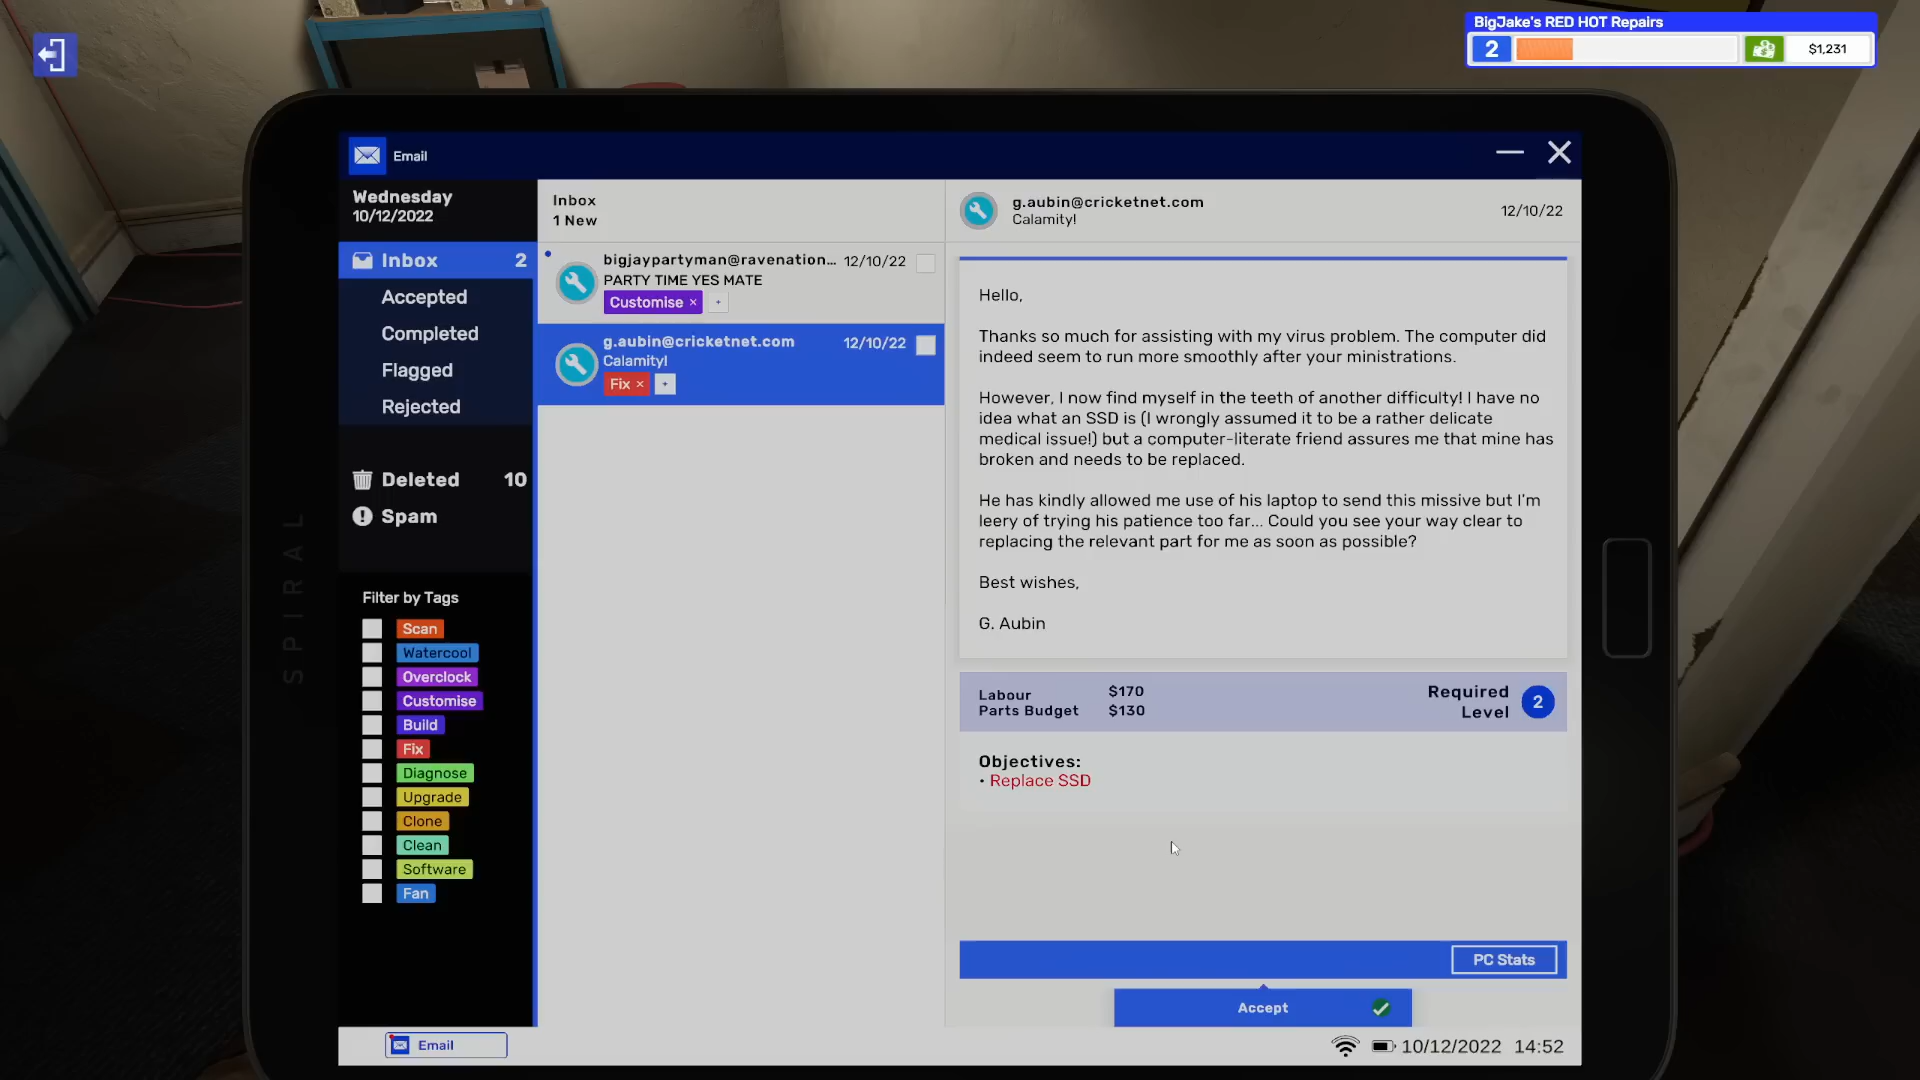 BigJake's RED HOT Repairs
2
$1,231
Email
Wednesday
10/12/2022
Inbox 2
Accepted
Completed
Flagged
Rejected
Deleted 10
Spam
Filter by Tags
Scan
Watercool
Overclock
Customise
Build
Fix
Diagnose
Upgrade
Clone
Clean
Software
Fan
Inbox
1 New
bigjaypartyman@ravenation... 12/10/22
PARTY TIME YES MATE
Customise × +
g.aubin@cricketnet.com 12/10/22
Calamity!
Fix × +
g.aubin@cricketnet.com 12/10/22
Calamity!
Hello,
Thanks so much for assisting with my virus problem. The computer did
indeed seem to run more smoothly after your ministrations.
However, I now find myself in the teeth of another difficulty! I have no
idea what an SSD is (I wrongly assumed it to be a rather delicate
medical issue!) but a computer-literate friend assures me that mine has
broken and needs to be replaced.
He has kindly allowed me use of his laptop to send this missive but I'm
leery of trying his patience too far... Could you see your way clear to
replacing the relevant part for me as soon as possible?
Best wishes,
G. Aubin
Labour $170
Parts Budget $130
Required
Level 2
Objectives:
• Replace SSD
PC Stats
Accept
Email
10/12/2022 14:52
SPIRAL